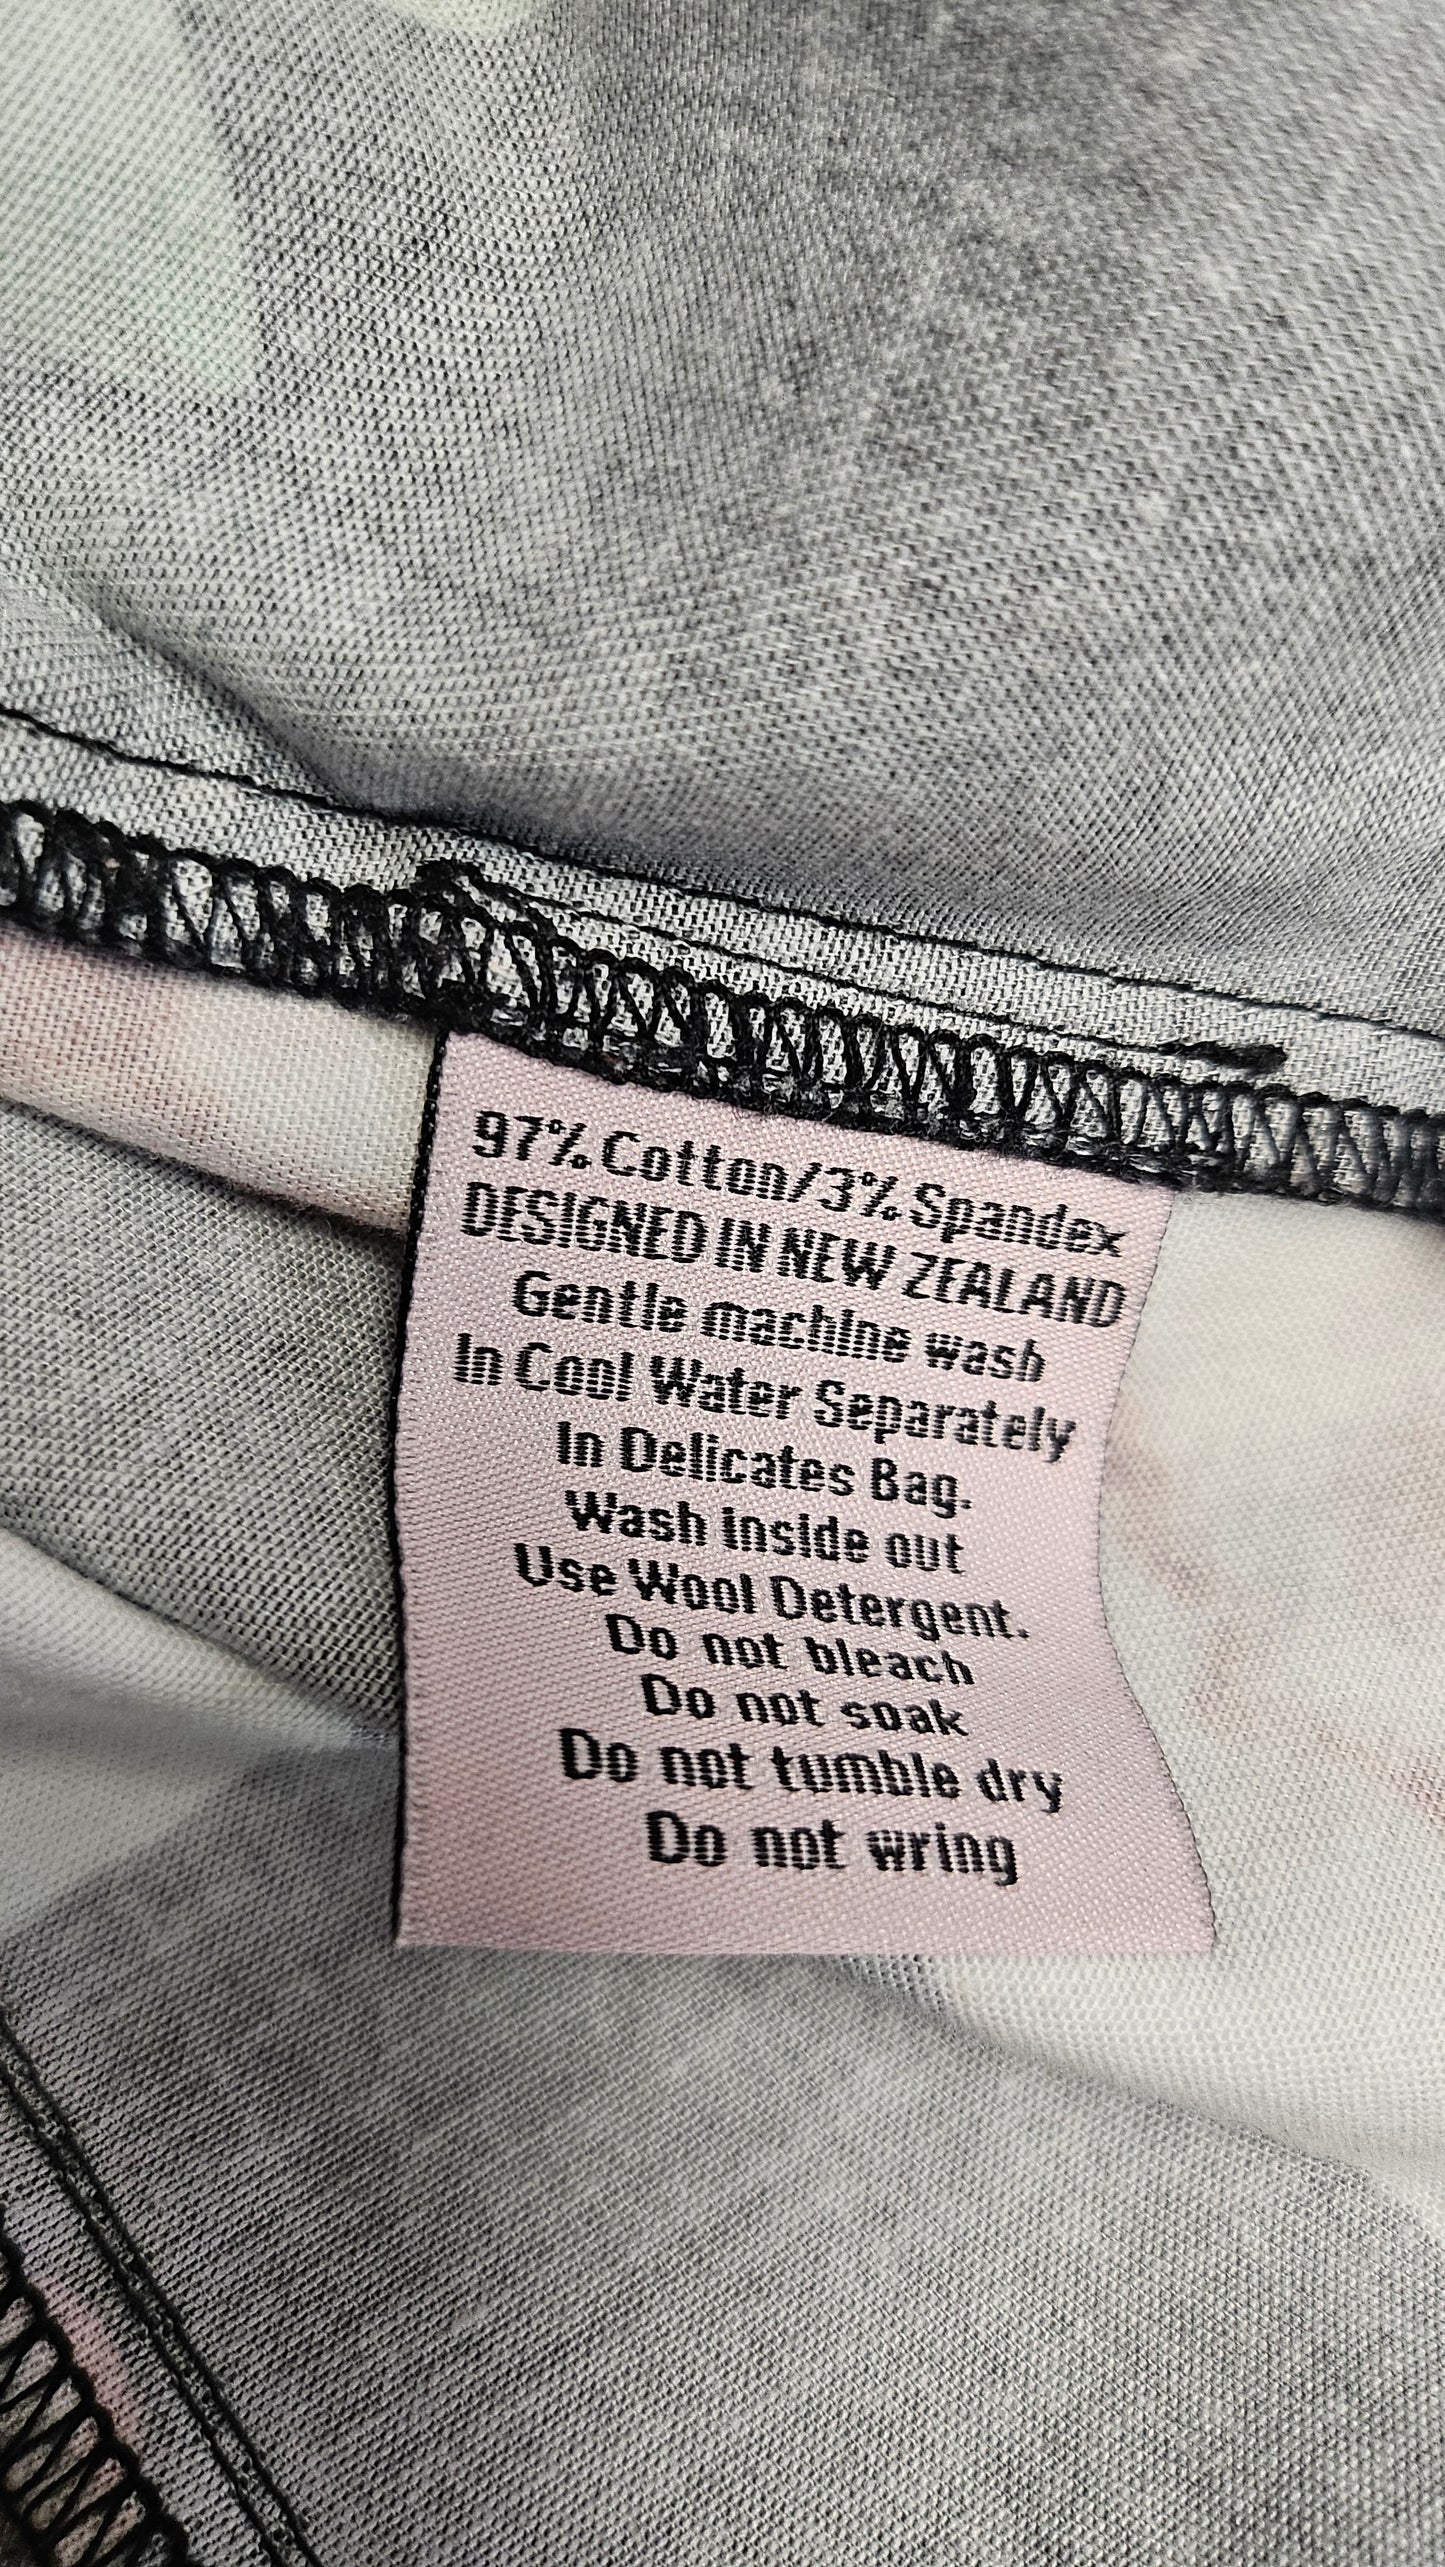 97% Cotton/3% Spandex
DESIGNED IN NEW ZEALAND
Gentle machine wash
In Cool Water Separately
In Delicates Bag.
Wash inside out
Use Wool Detergent.
Do not bleach
Do not soak
Do not tumble dry
Do not wring